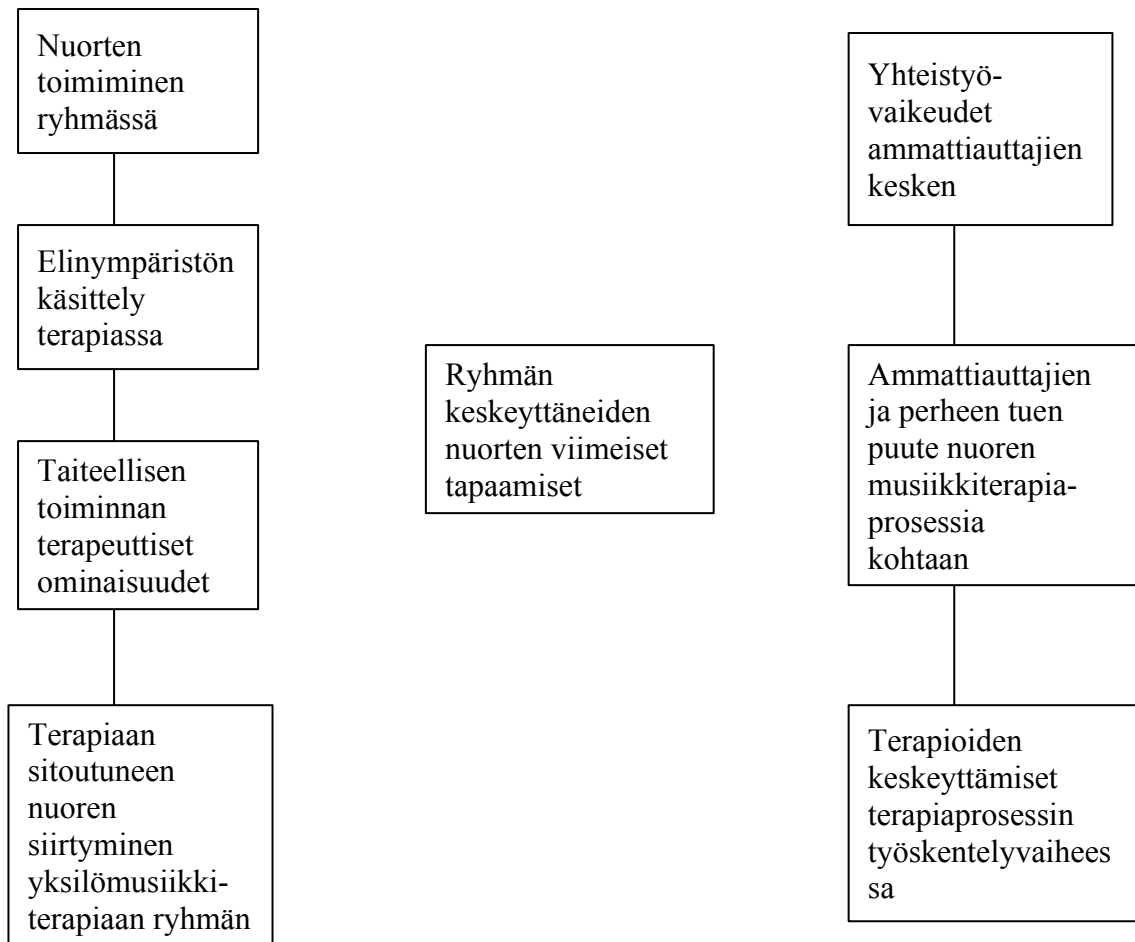 Nuorten
toimiminen
ryhmässä
Elinympäristön
käsittely
terapiassa
Taiteellisen
toiminnan
terapeuttiset
ominaisuudet
Terapiaan
sitoutuneen
nuoren
siirtyminen
yksilömusiikki-
terapiaan ryhmän
Ryhmän
keskeyttäneiden
nuorten viimeiset
tapaamiset
Yhteistyö-
vaikeudet
ammattiauttajien
kesken
Ammattiauttajien
ja perheen tuen
puute nuoren
musiikkiterapia-
prosessia
kohtaan
Terapioiden
keskeyttämiset
terapiaprosessin
työskentelyvaihees
sa